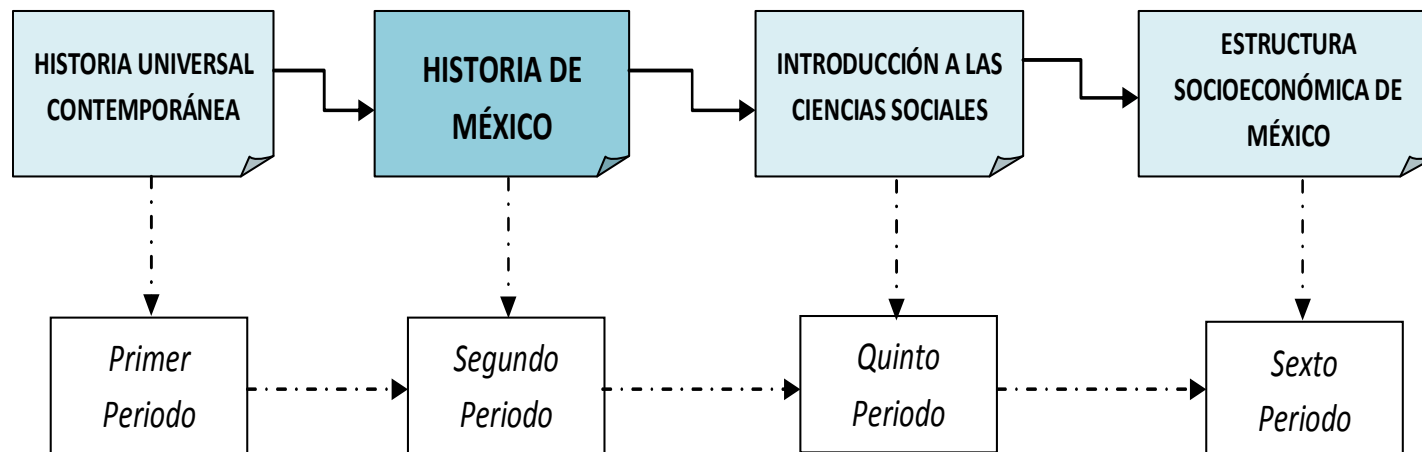 HISTORIA UNIVERSAL
CONTEMPORÁNEA
HISTORIA DE
MÉXICO
INTRODUCCIÓN A LAS
CIENCIAS SOCIALES
ESTRUCTURA
SOCIOECONÓMICA DE
MÉXICO
Primer
Periodo
Segundo
Periodo
Quinto
Periodo
Sexto
Periodo